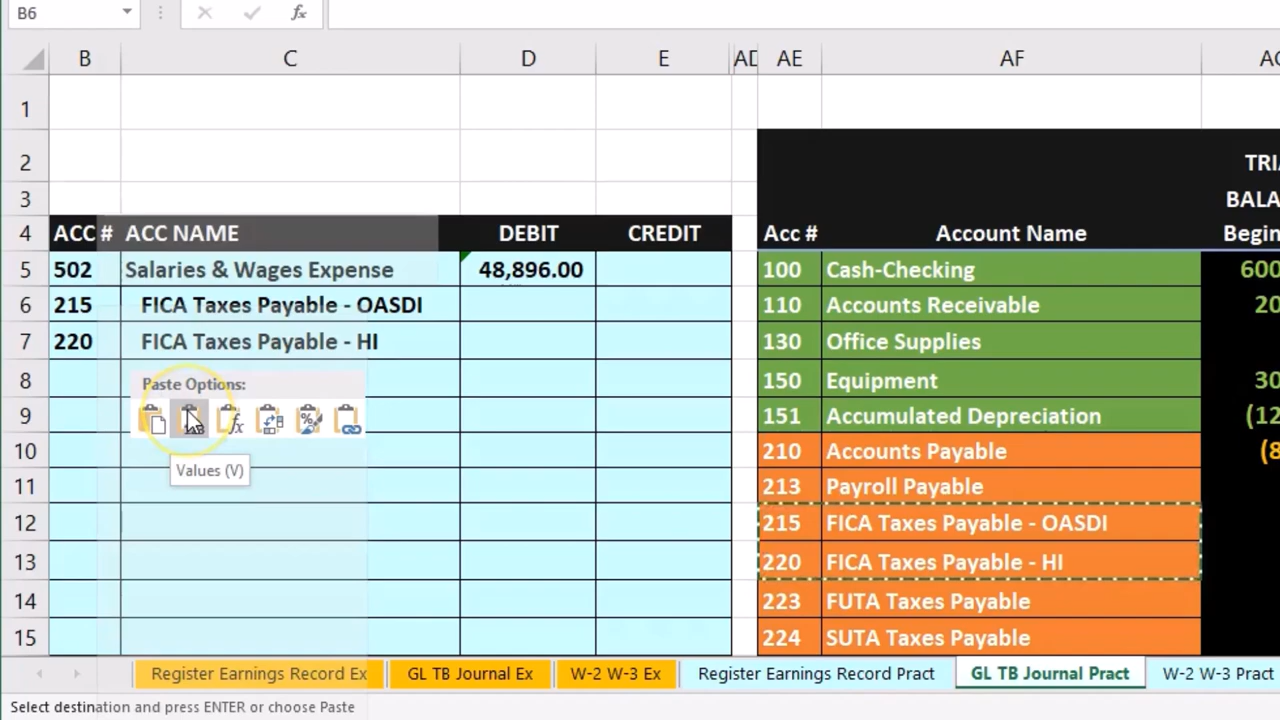 B6 fx
B C D E AD AE AF AG
1
2 TRI
3 BALA
4 ACC # ACC NAME DEBIT CREDIT Acc # Account Name Begin
5 502 Salaries & Wages Expense 48,896.00 100 Cash-Checking 600
6 215 FICA Taxes Payable - OASDI 110 Accounts Receivable 20
7 220 FICA Taxes Payable - HI 130 Office Supplies
8 Paste Options: 150 Equipment 30
9 151 Accumulated Depreciation (12
10 Values (V) 210 Accounts Payable (8
11 213 Payroll Payable
12 215 FICA Taxes Payable - OASDI
13 220 FICA Taxes Payable - HI
14 223 FUTA Taxes Payable
15 224 SUTA Taxes Payable
Register Earnings Record Ex GL TB Journal Ex W-2 W-3 Ex Register Earnings Record Pract GL TB Journal Pract W-2 W-3 Pract
Select destination and press ENTER or choose Paste